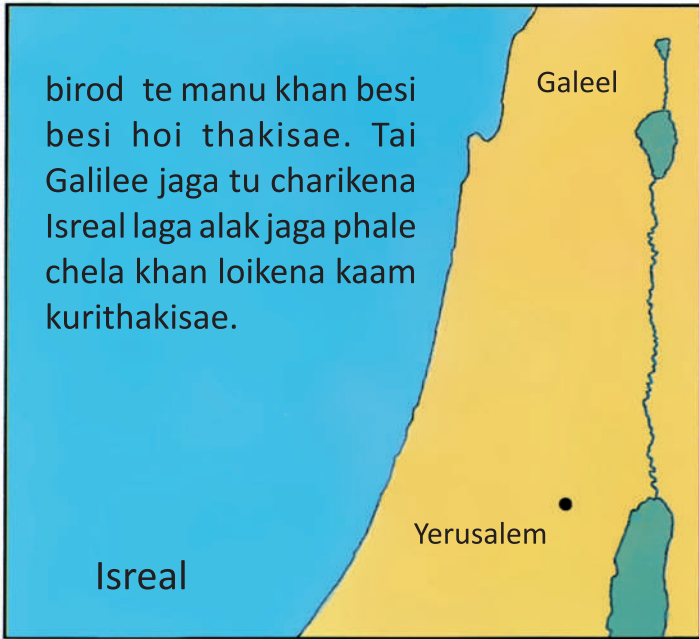 birod te manu khan besi
besi hoi thakisae. Tai
Galilee jaga tu charikena
Isreal laga alak jaga phale
chela khan loikena kaam
kurithakisae.
Galeel
Yerusalem
Isreal